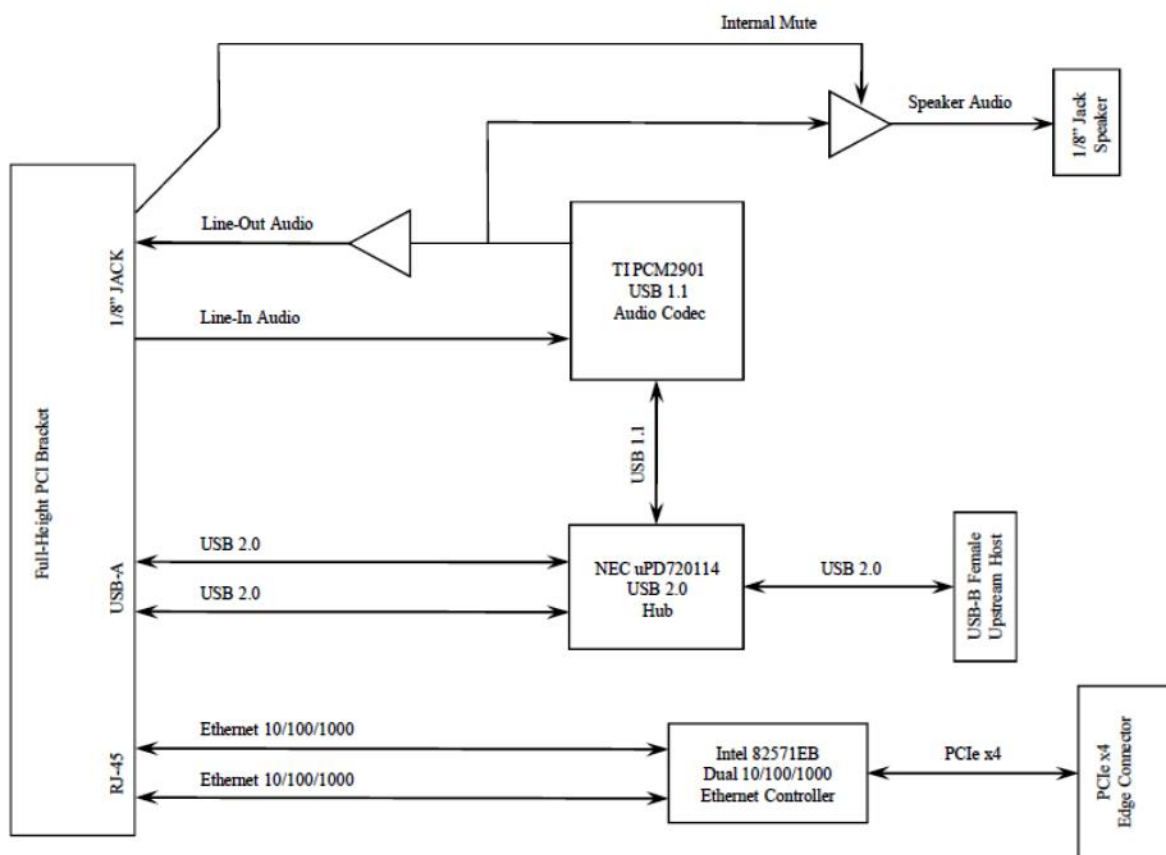 Internal Mute
Speaker Audio
1/8” Jack
Speaker
Line-Out Audio
1/8” JACK
TI PCM2901
USB 1.1
Audio Codec
Line-In Audio
Full-Height PCI Bracket
USB 1.1
USB-A
USB 2.0
USB 2.0
NEC uPD720114
USB 2.0
Hub
USB 2.0
USB-B Female
Upstream Host
RJ-45
Ethernet 10/100/1000
Ethernet 10/100/1000
Intel 82571EB
Dual 10/100/1000
Ethernet Controller
PCIe x4
PCIe x4
Edge Connector